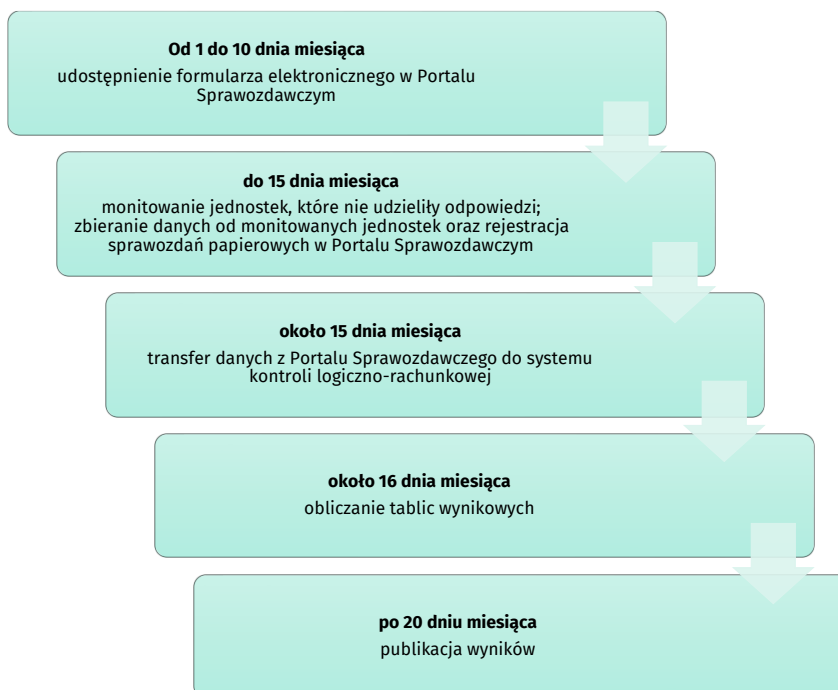 Od 1 do 10 dnia miesiąca
udostępnienie formularza elektronicznego w Portalu
Sprawozdawczym
do 15 dnia miesiąca
monitowanie jednostek, które nie udzieliły odpowiedzi;
zbieranie danych od monitowanych jednostek oraz rejestracja
sprawozdań papierowych w Portalu Sprawozdawczym
około 15 dnia miesiąca
transfer danych z Portalu Sprawozdawczego do systemu
kontroli logiczno-rachunkowej
około 16 dnia miesiąca
obliczanie tablic wynikowych
po 20 dniu miesiąca
publikacja wyników